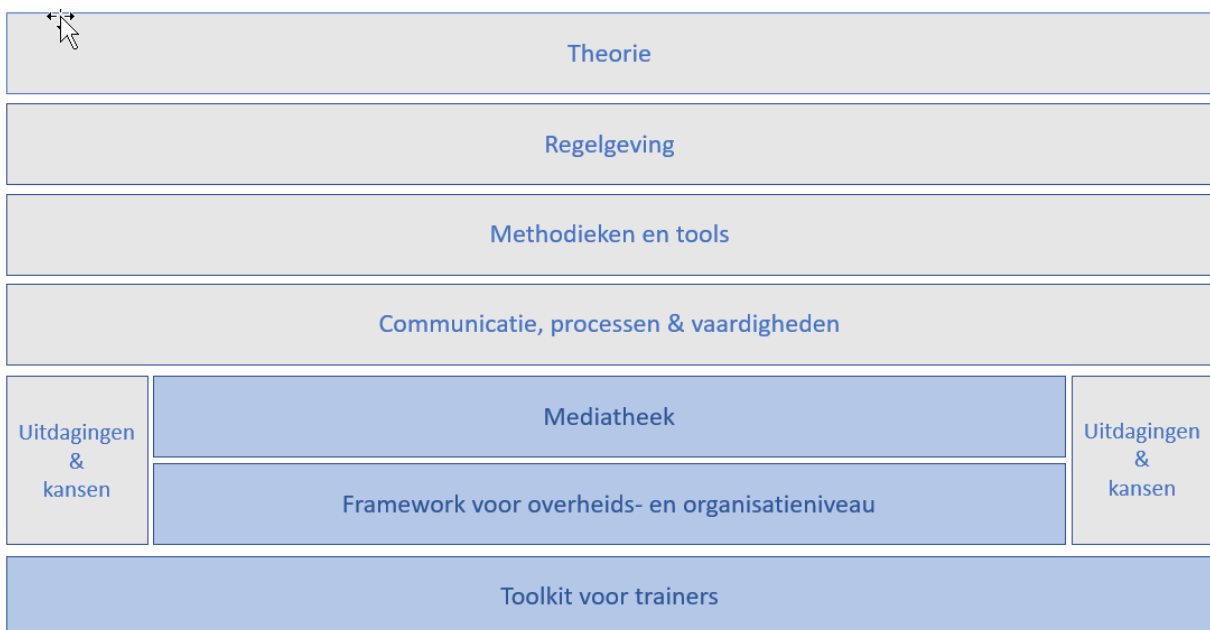 Theorie
Regelgeving
Methodieken en tools
Communicatie, processen & vaardigheden
Uitdagingen
&
kansen
Mediatheek
Framework voor overheids- en organisatieniveau
Uitdagingen
&
kansen
Toolkit voor trainers